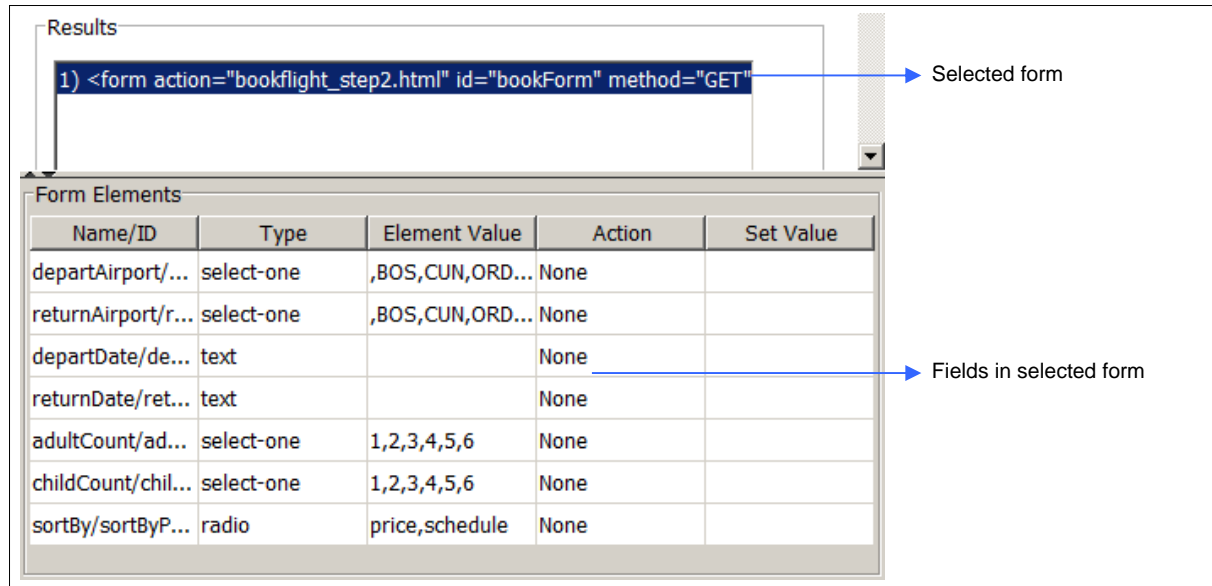 Results
1) <form action="bookflight_step2.html" id="bookForm" method="GET"
Selected form
Form Elements
Name/ID Type Element Value Action Set Value
departAirport/... select-one ,BOS,CUN,ORD... None
returnAirport/r... select-one ,BOS,CUN,ORD... None
departDate/de... text None
Fields in selected form
returnDate/ret... text None
adultCount/ad... select-one 1,2,3,4,5,6 None
childCount/chil... select-one 1,2,3,4,5,6 None
sortBy/sortByP... radio price,schedule None